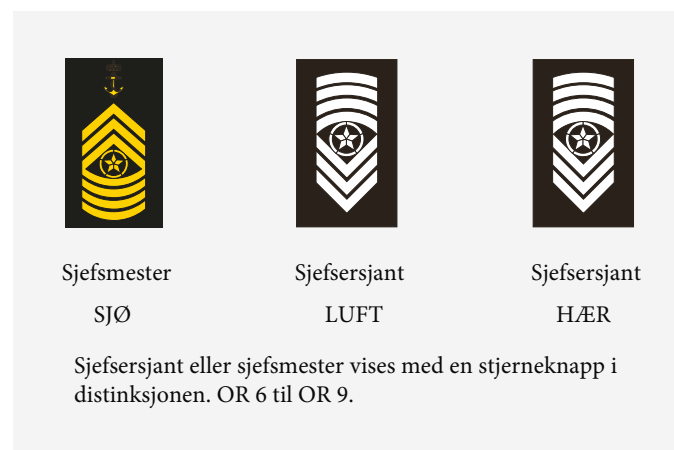 Sjefsmester
Sjefsersjant
Sjefsersjant
SJØ
LUFT
HÆR
Sjefsersjant eller sjefsmester vises med en stjerneknapp i
distinksjonen. OR 6 til OR 9.